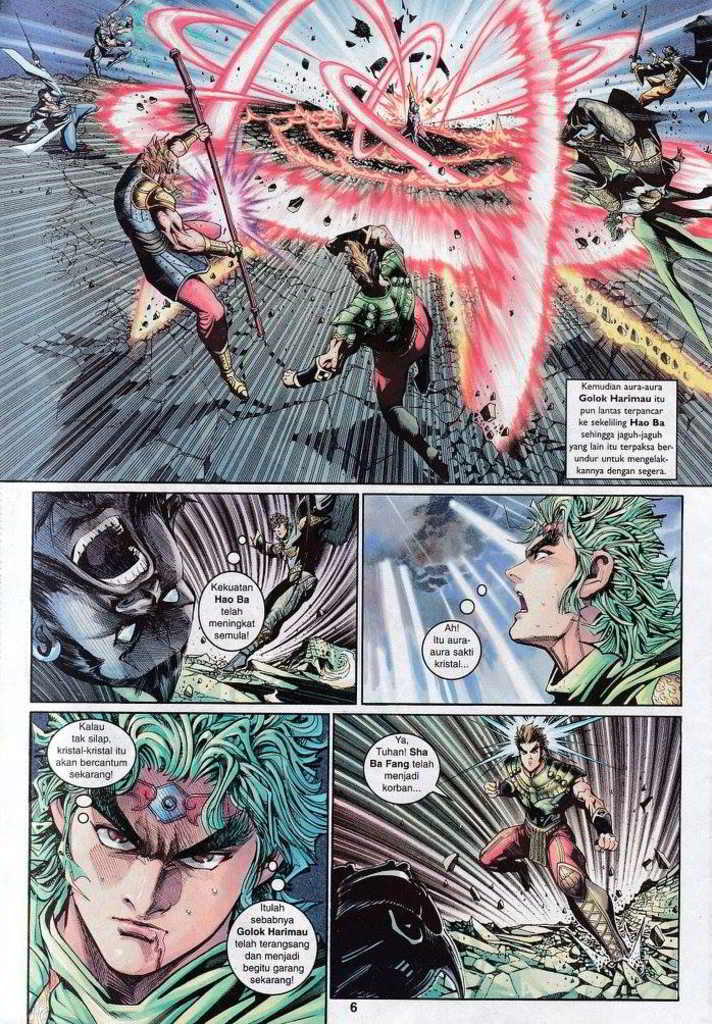 Kemudian aura-aura
Golok Harimau itu
pun lantas terpancar
ke sekeliling Hao Ba
sehingga jaguh-jaguh
yang lain itu terpaksa ber-
undur untuk mengelak-
kannya dengan segera.
Kekuatan
Hao Ba
telah
meningkat
semula!
Ah!
Aura-aura
aura sakti
kristal...
Kalau
tak silap,
kristal-kristal itu
akan bercantum
sekarang!
Itulah
sebabnya
Golok Harimau
telah terangsang
dan menjadi
begitu garang
sekarang!
Ya,
Tuhan! Sha
Ba Fang telah
menjadi
korban...
6